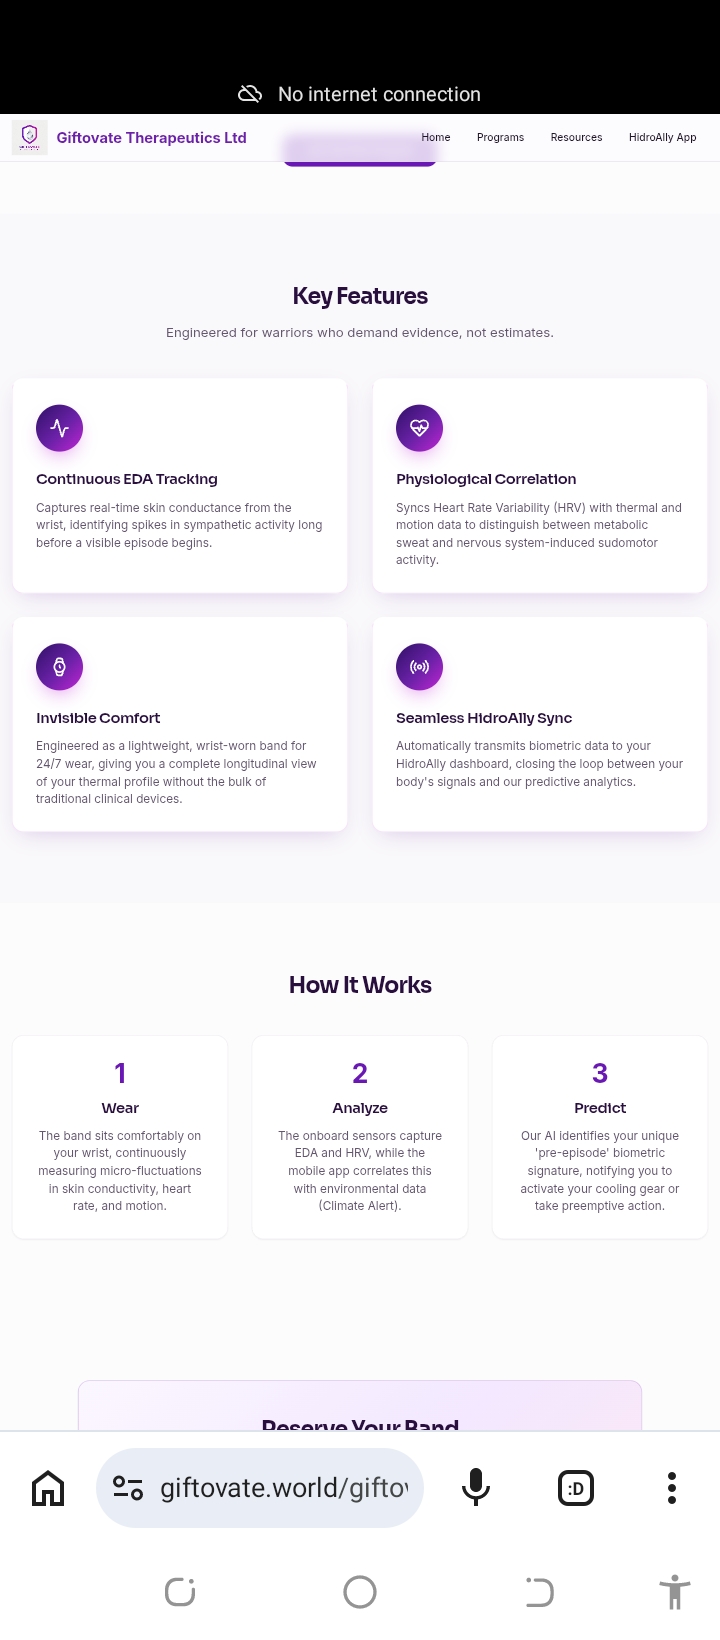 No internet connection
Giftovate Therapeutics Ltd
Home Programs Resources HidroAlly App
Key Features
Engineered for warriors who demand evidence, not estimates.
Continuous EDA Tracking
Captures real-time skin conductance from the
wrist, identifying spikes in sympathetic activity long
before a visible episode begins.
Physiological Correlation
Syncs Heart Rate Variability (HRV) with thermal and
motion data to distinguish between metabolic
sweat and nervous system-induced sudomotor
activity.
Invisible Comfort
Engineered as a lightweight, wrist-worn band for
24/7 wear, giving you a complete longitudinal view
of your thermal profile without the bulk of
traditional clinical devices.
Seamless HidroAlly Sync
Automatically transmits biometric data to your
HidroAlly dashboard, closing the loop between your
body's signals and our predictive analytics.
How It Works
1
Wear
The band sits comfortably on
your wrist, continuously
measuring micro-fluctuations
in skin conductivity, heart
rate, and motion.
2
Analyze
The onboard sensors capture
EDA and HRV, while the
mobile app correlates this
with environmental data
(Climate Alert).
3
Predict
Our AI identifies your unique
'pre-episode' biometric
signature, notifying you to
activate your cooling gear or
take preemptive action.
Reserve Your Band
giftovate.world/giftov
:D